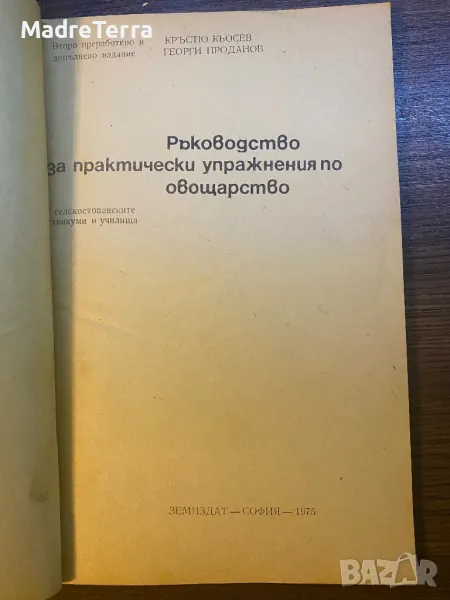 MadreTerra
Второ преработено и
допълнено издание
КРЪСТЮ КЬОСЕВ
ГЕОРГИ ПРОДАНОВ
Ръководство
за практически упражнения по
овощарство
селскостопанските
и училища
ЗЕМИЗДАТ — СОФИЯ — 1975
BAZAR